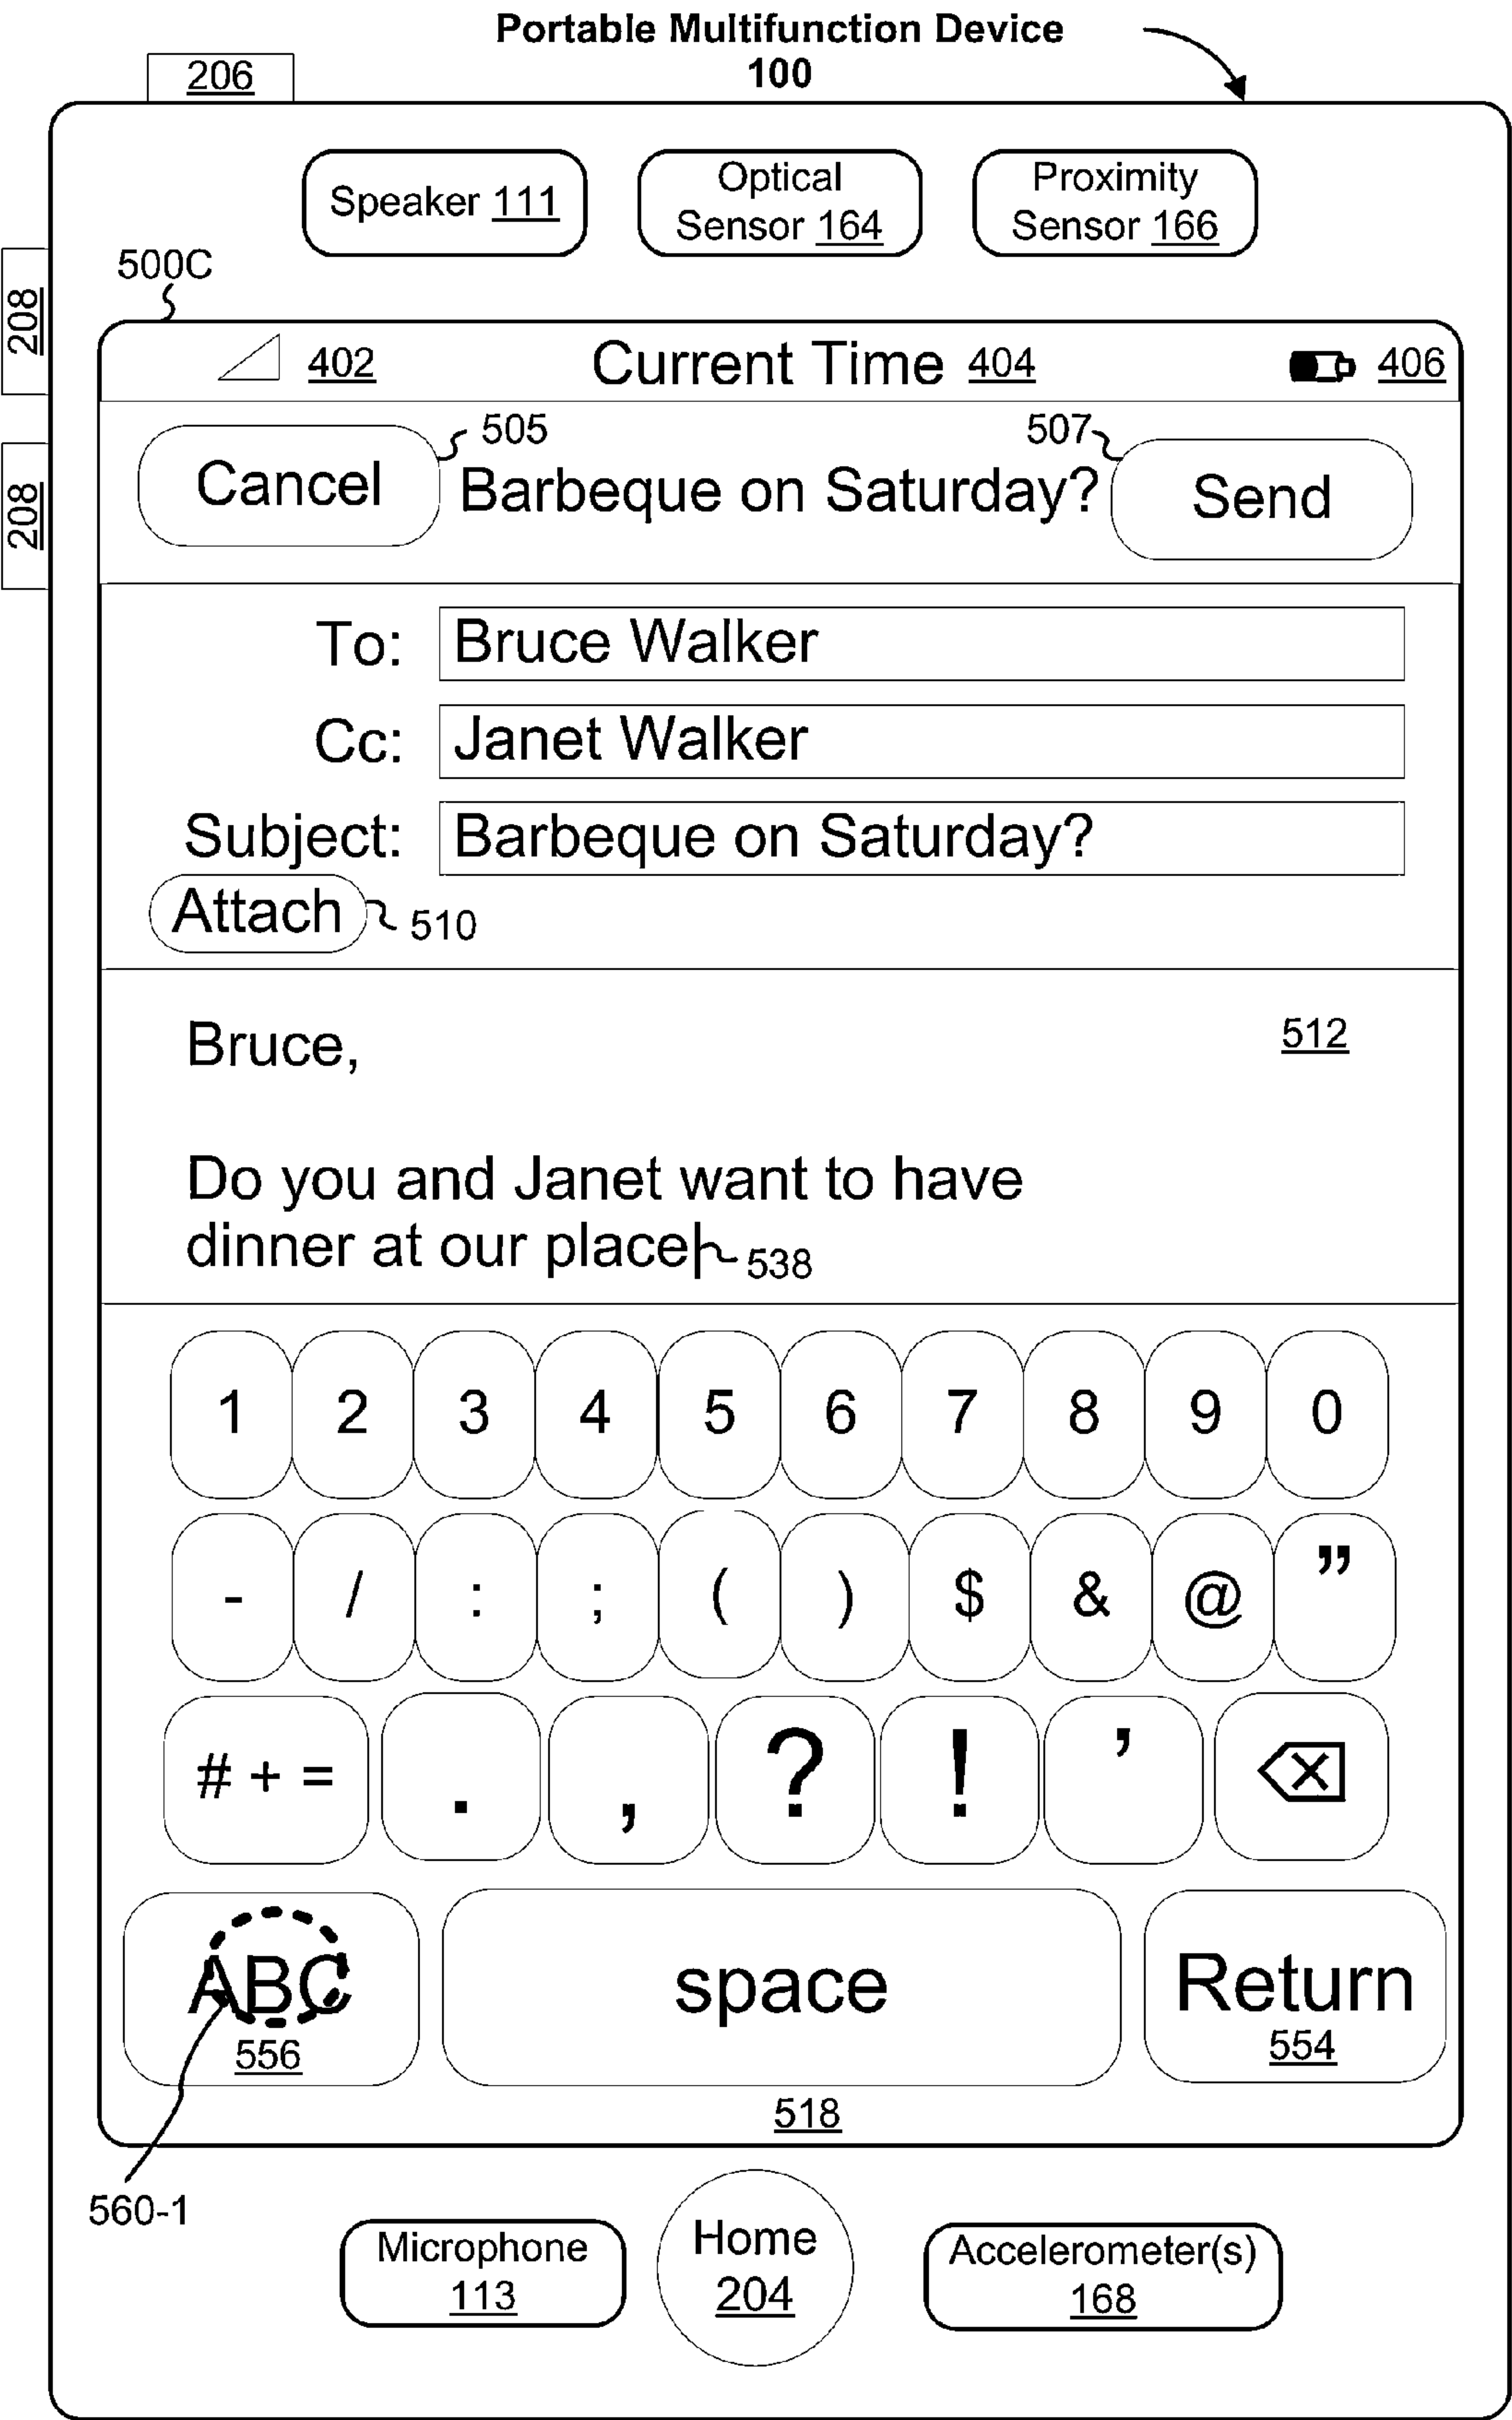 Portable Multifunction Device
100
206
Speaker 111
Optical
Sensor 164
Proximity
Sensor 166
500C
208
208
402
Current Time 404
406
505
507
Cancel
Barbeque on Saturday?
Send
To:
Bruce Walker
Cc:
Janet Walker
Subject:
Barbeque on Saturday?
Attach
510
Bruce,
512
Do you and Janet want to have
dinner at our place
538
1 2 3 4 5 6 7 8 9 0
- / : ; ( ) $ & @ ”
# + = . , ? ! ’
ABC
556
space
Return
554
518
560-1
Microphone
113
Home
204
Accelerometer(s)
168